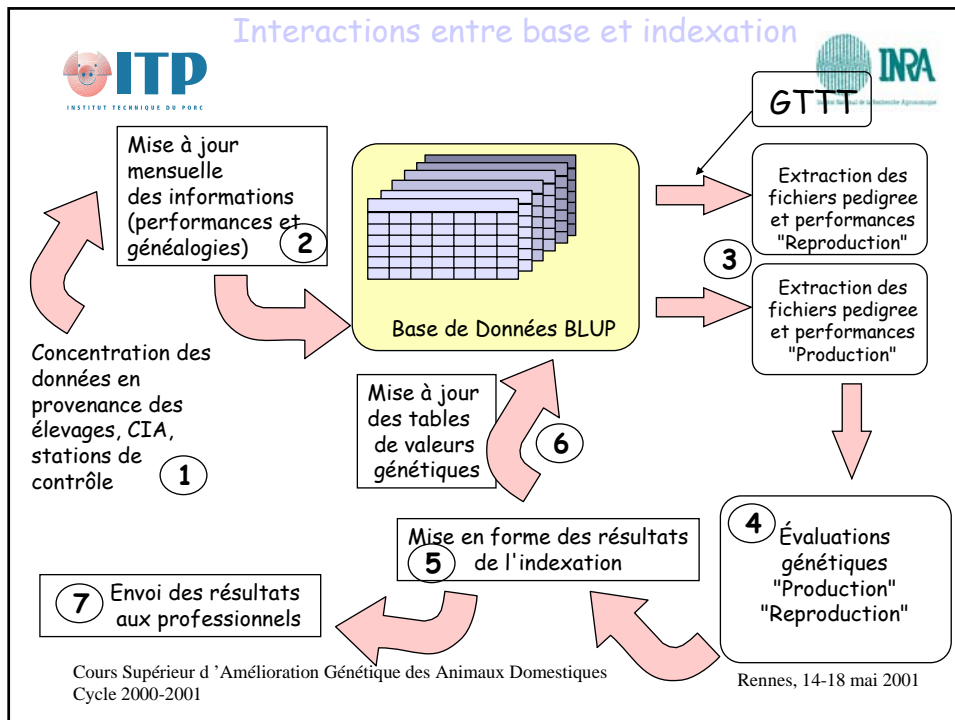 Interactions entre base et indexation
ITP
INSTITUT TECHNIQUE DU PORC
INRA
GTTT
Mise à jour
mensuelle
des informations
(performances et
généalogies)
2
Base de Données BLUP
Extraction des
fichiers pedigree
et performances
"Reproduction"
3
Extraction des
fichiers pedigree
et performances
"Production"
Concentration des
données en
provenance des
élevages, CIA,
stations de
contrôle
1
Mise à jour
des tables
de valeurs
génétiques
6
4
Évaluations
génétiques
"Production"
"Reproduction"
Mise en forme des résultats
de l'indexation
5
7
Envoi des résultats
aux professionnels
Cours Supérieur d 'Amélioration Génétique des Animaux Domestiques
Cycle 2000-2001
Rennes, 14-18 mai 2001